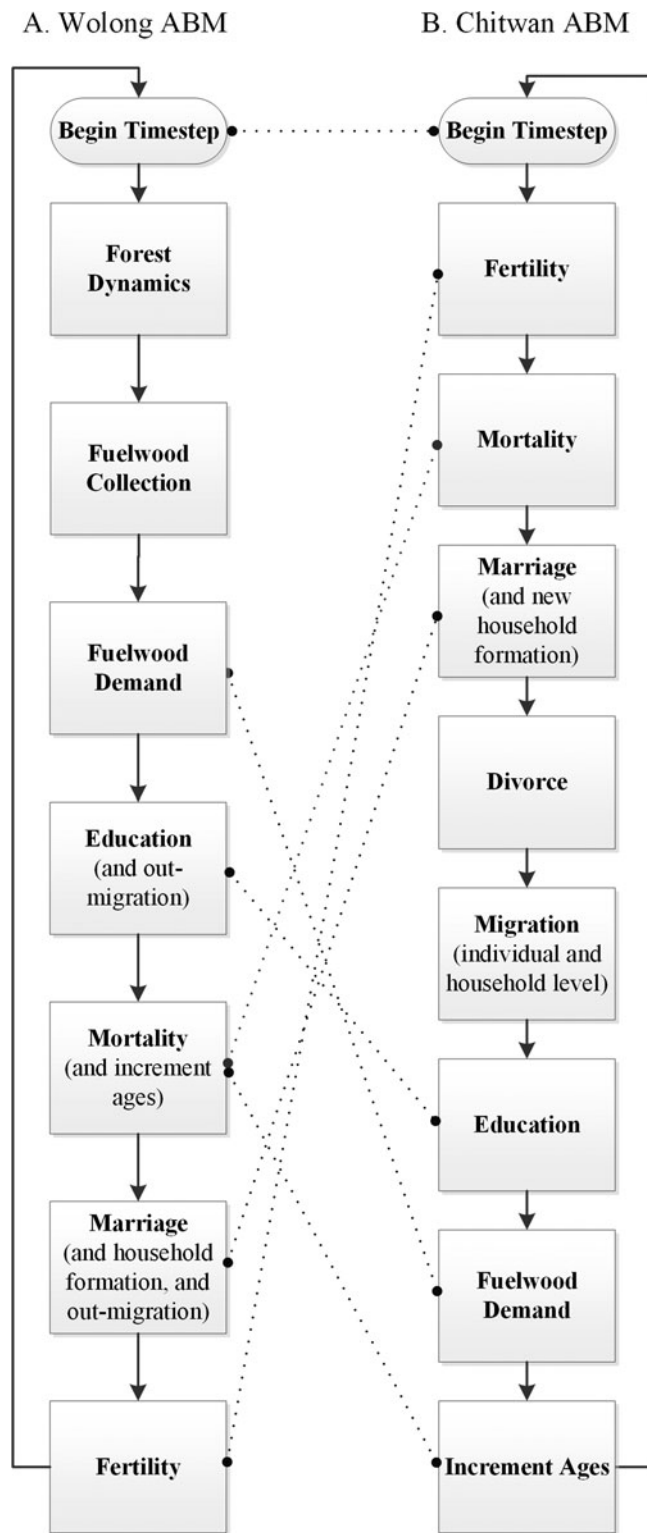 A. Wolong ABM
Begin Timestep
Forest
Dynamics
Fuelwood
Collection
Fuelwood
Demand
Education
(and out-
migration)
Mortality
(and increment
ages)
Marriage
(and household
formation, and
out-migration)
Fertility
B. Chitwan ABM
Begin Timestep
Fertility
Mortality
Marriage
(and new
household
formation)
Divorce
Migration
(individual and
household level)
Education
Fuelwood
Demand
Increment Ages